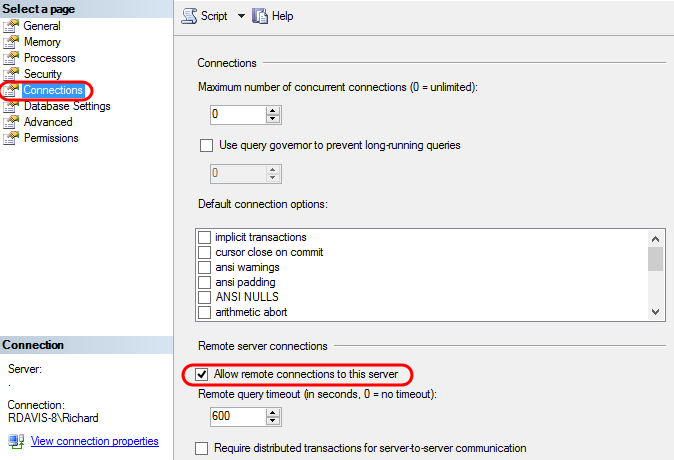 Select a page
General
Memory
Processors
Security
Connections
Database Settings
Advanced
Permissions
Connection
Server:
.
Connection:
RDAVIS-8\Richard
View connection properties
Script Help
Connections
Maximum number of concurrent connections (0 = unlimited):
0
Use query governor to prevent long-running queries
0
Default connection options:
implicit transactions
cursor close on commit
ansi warnings
ansi padding
ANSI NULLS
arithmetic abort
Remote server connections
Allow remote connections to this server
Remote query timeout (in seconds, 0 = no timeout):
600
Require distributed transactions for server-to-server communication